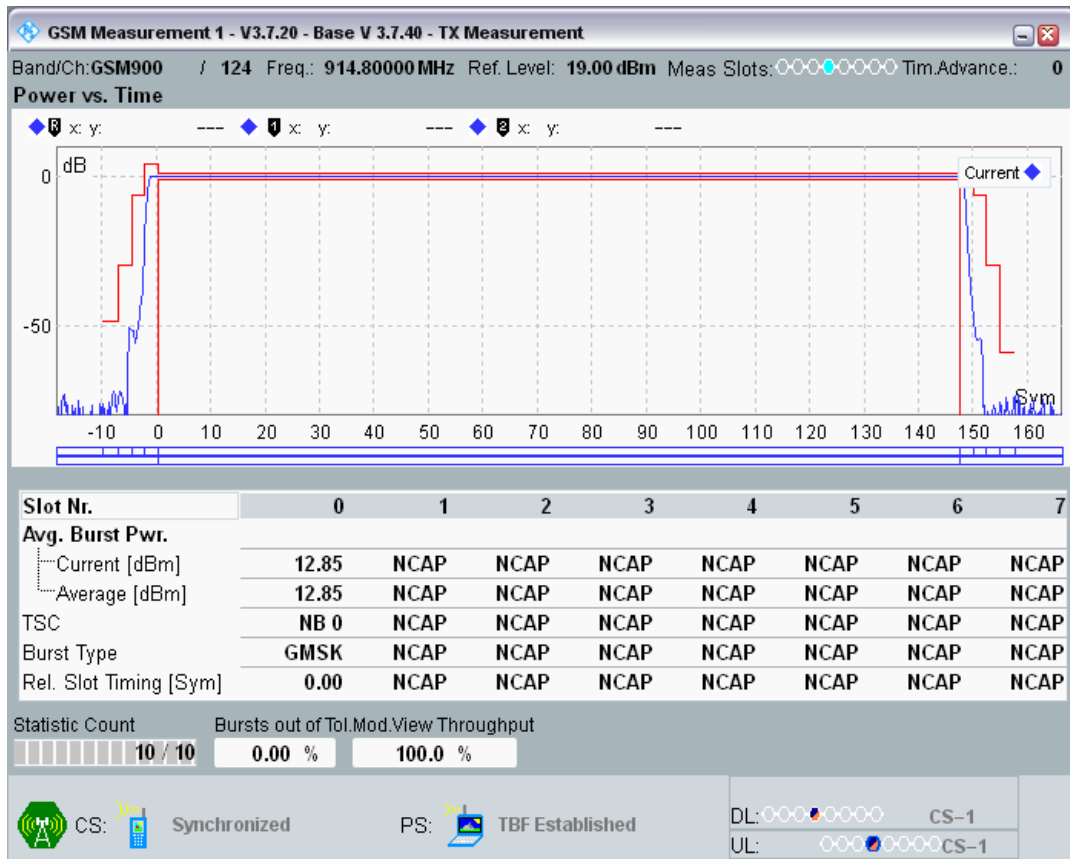 GSM Measurement 1 - V3.7.20 - Base V 3.7.40 - TX Measurement
Band/Ch:GSM900 / 124 Freq.: 914.80000 MHz Ref. Level: 19.00 dBm Meas Slots: Tim.Advance.: 0
Power vs. Time
R x: y: --- 1 x: y: --- 2 x: y: ---
dB
Current
0
-50
Sym
-10 0 10 20 30 40 50 60 70 80 90 100 110 120 130 140 150 160
Slot Nr. 0 1 2 3 4 5 6 7
Avg. Burst Pwr.
Current [dBm] 12.85 NCAP NCAP NCAP NCAP NCAP NCAP NCAP
Average [dBm] 12.85 NCAP NCAP NCAP NCAP NCAP NCAP NCAP
TSC NB 0 NCAP NCAP NCAP NCAP NCAP NCAP NCAP
Burst Type GMSK NCAP NCAP NCAP NCAP NCAP NCAP NCAP
Rel. Slot Timing [Sym] 0.00 NCAP NCAP NCAP NCAP NCAP NCAP NCAP
Statistic Count Bursts out of Tol. Mod.View Throughput
10 / 10 0.00 % 100.0 %
CS: Synchronized PS: TBF Established
DL: CS-1
UL: CS-1